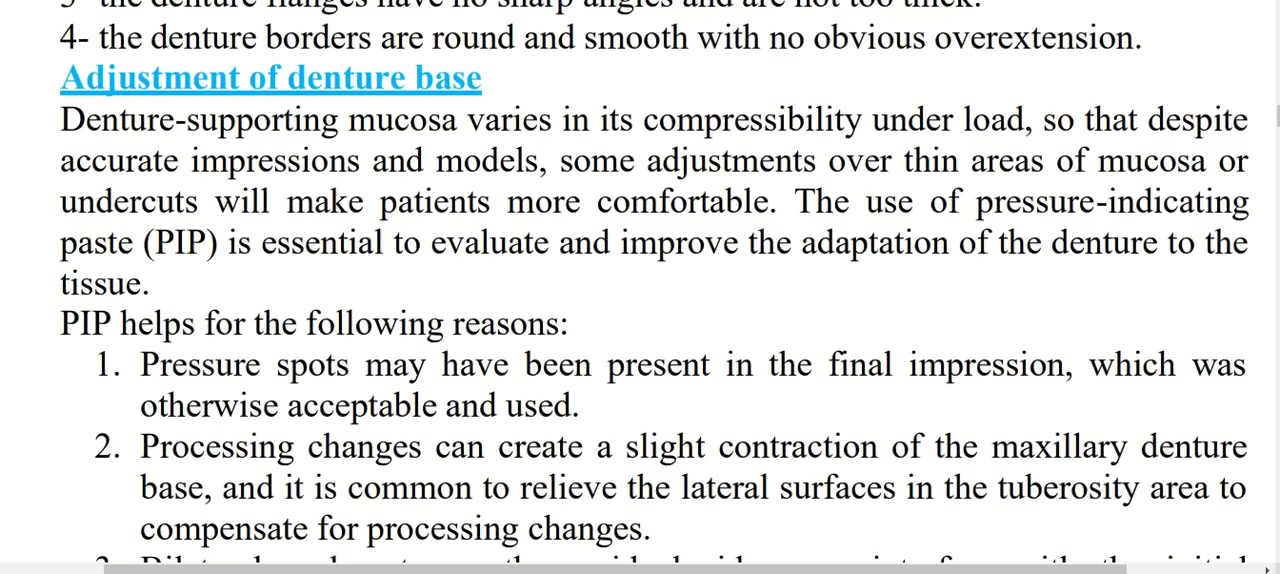 4- the denture borders are round and smooth with no obvious overextension.
Adjustment of denture base
Denture-supporting mucosa varies in its compressibility under load, so that despite
accurate impressions and models, some adjustments over thin areas of mucosa or
undercuts will make patients more comfortable. The use of pressure-indicating
paste (PIP) is essential to evaluate and improve the adaptation of the denture to the
tissue.
PIP helps for the following reasons:
1. Pressure spots may have been present in the final impression, which was
otherwise acceptable and used.
2. Processing changes can create a slight contraction of the maxillary denture
base, and it is common to relieve the lateral surfaces in the tuberosity area to
compensate for processing changes.